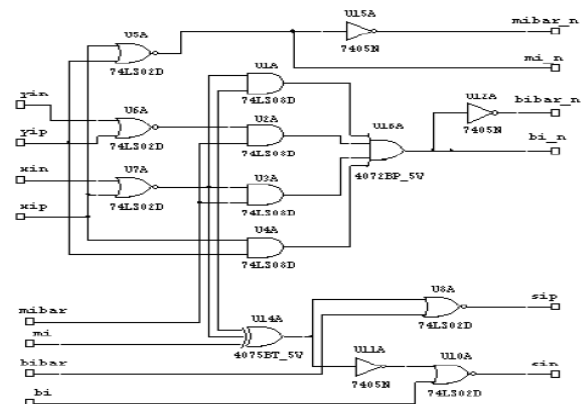 U15A
mibar_n
U5A
7405N
mi_n
74LS02D
U1A
yin
74LS08D
U12A
bibar_n
U6A
U2A
U16A
7405N
yip
bi_n
74LS02D
74LS08D
xin
U7A
U3A
4072BP_5V
xip
74LS02D
74LS08D
U4A
74LS08D
U8A
sip
mibar
U14A
mi
74LS02D
4075BT_5V
U11A
U10A
sin
bibar
7405N
74LS02D
bi